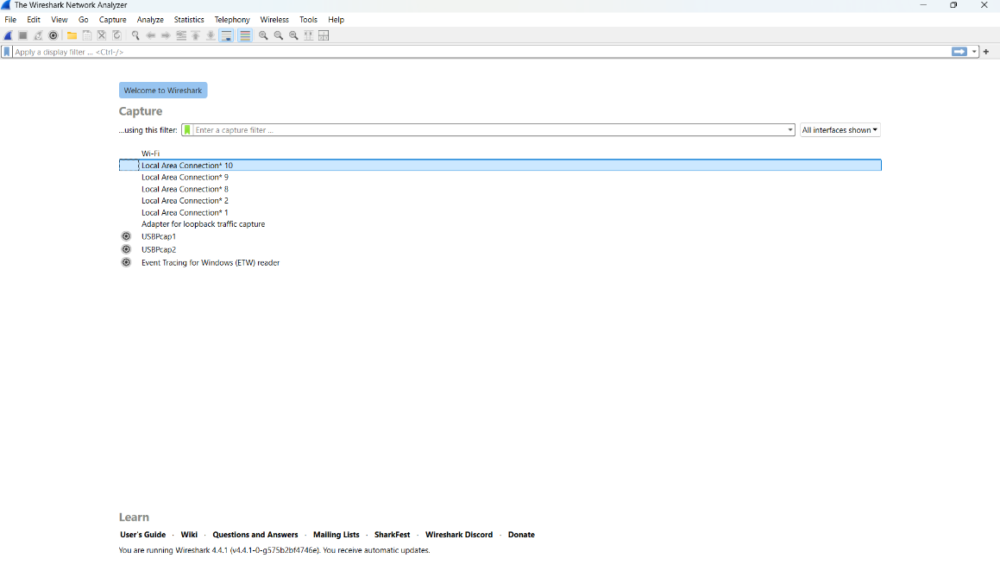 The Wireshark Network Analyzer
File Edit View Go Capture Analyze Statistics Telephony Wireless Tools Help
Apply a display filter ... <Ctrl-/>
Welcome to Wireshark
Capture
...using this filter: Enter a capture filter ... All interfaces shown
Wi-Fi
Local Area Connection* 10
Local Area Connection* 9
Local Area Connection* 8
Local Area Connection* 2
Local Area Connection* 1
Adapter for loopback traffic capture
USBPcap1
USBPcap2
Event Tracing for Windows (ETW) reader
Learn
User's Guide · Wiki · Questions and Answers · Mailing Lists · SharkFest · Wireshark Discord · Donate
You are running Wireshark 4.4.1 (v4.4.1-0-g575b2bf4746e). You receive automatic updates.